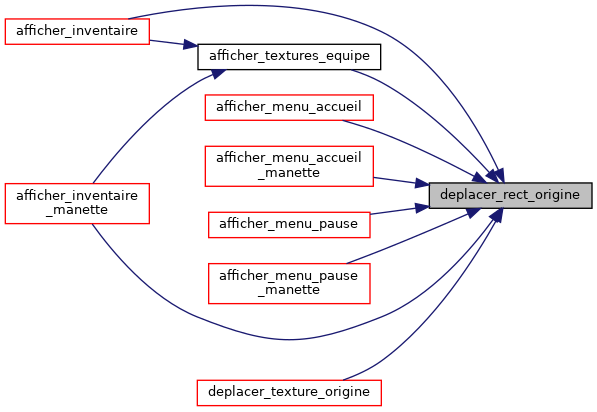 afficher_inventaire
afficher_textures_equipe
afficher_menu_accueil
afficher_menu_accueil
_manette
deplacer_rect_origine
afficher_inventaire
_manette
afficher_menu_pause
afficher_menu_pause
_manette
deplacer_texture_origine